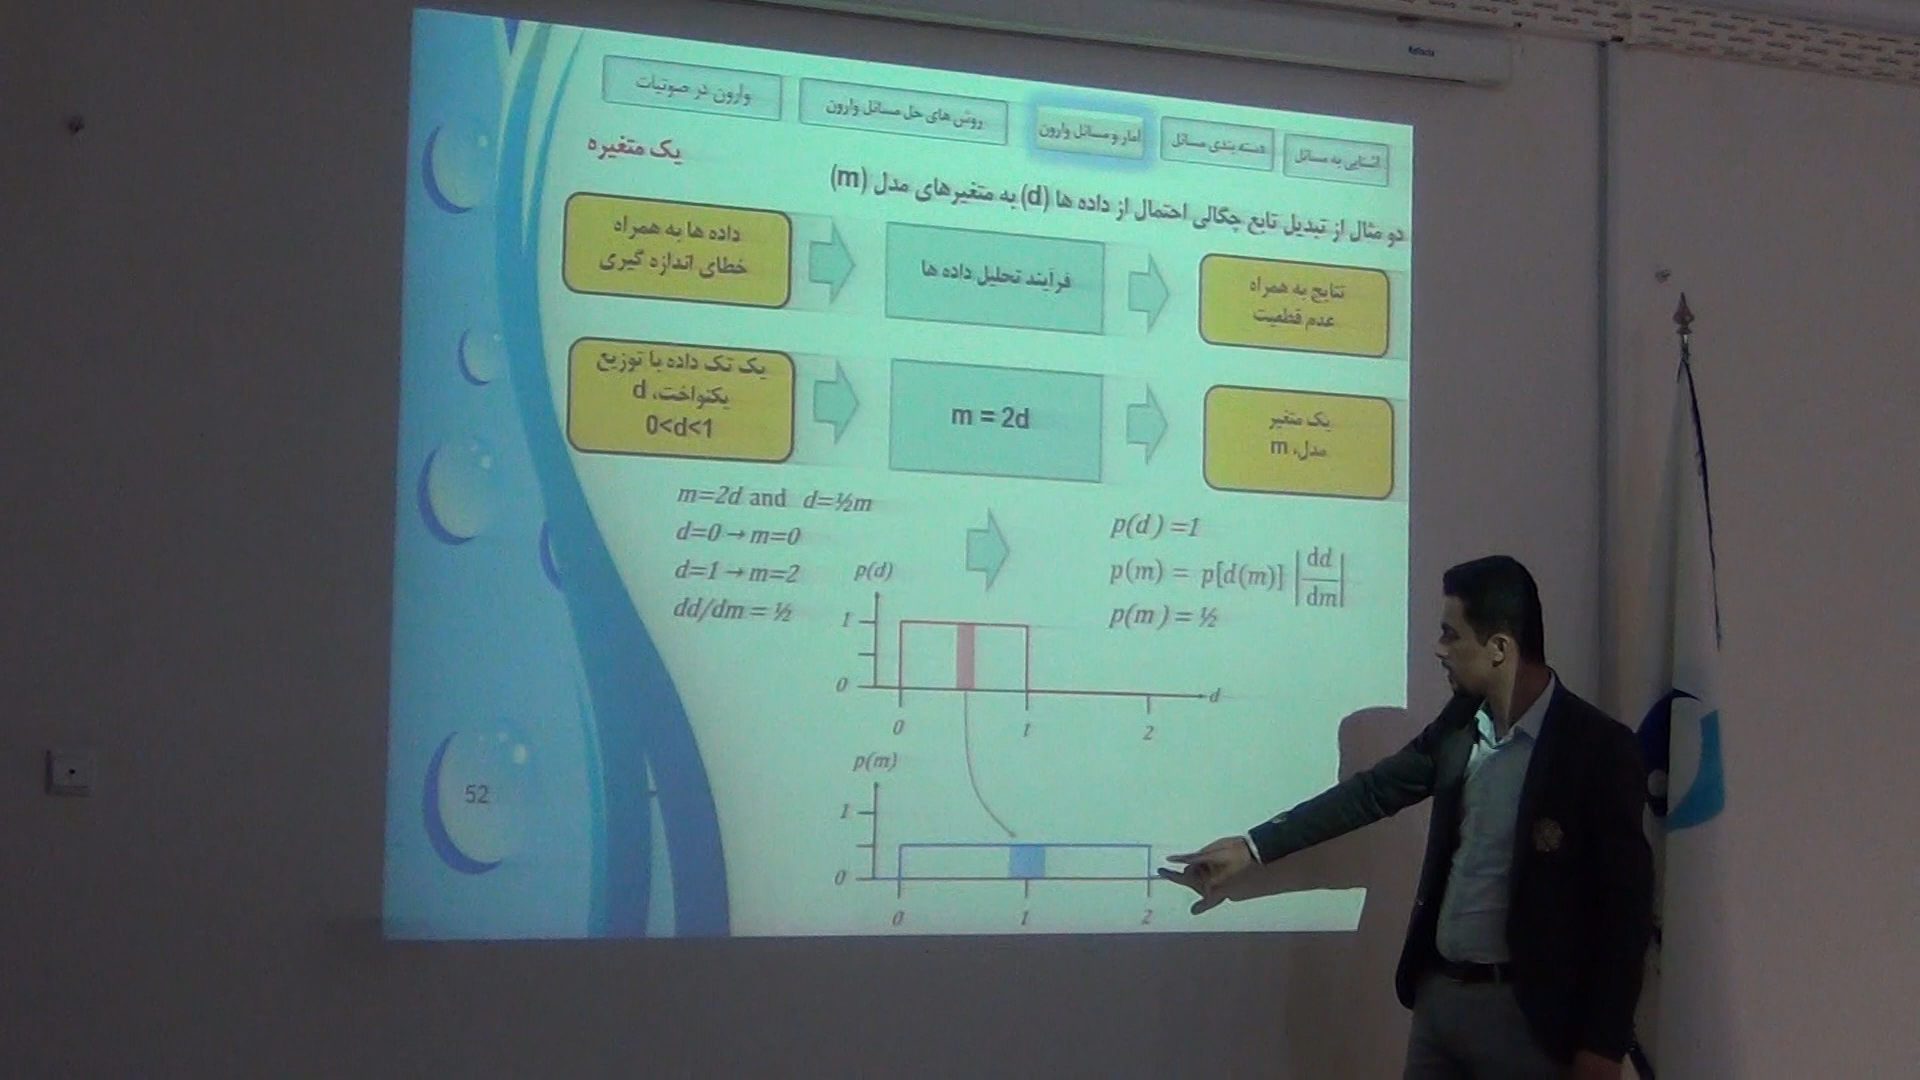 آشنایی به مسائل
دسته بندی مسائل
آمار و مسائل وارون
روش های حل مسائل وارون
وارون در صوتیات
یک متغیره
دو مثال از تبدیل تابع چگالی احتمال از داده ها (d) به متغیرهای مدل (m)
داده ها به همراه
خطای اندازه گیری
فرآیند تحلیل داده ها
نتایج به همراه
عدم قطعیت
یک تک داده با توزیع
یکنواخت، d
0<d<1
m = 2d
یک متغیر
مدل، m
m=2d and d=½m
d=0→m=0
d=1→m=2
dd/dm = ½
p(d) =1
p(m) = p[d(m)] |dd/dm|
p(m) = ½
p(d)
1
0
d
0 1 2
p(m)
1
0
0 1 2
52